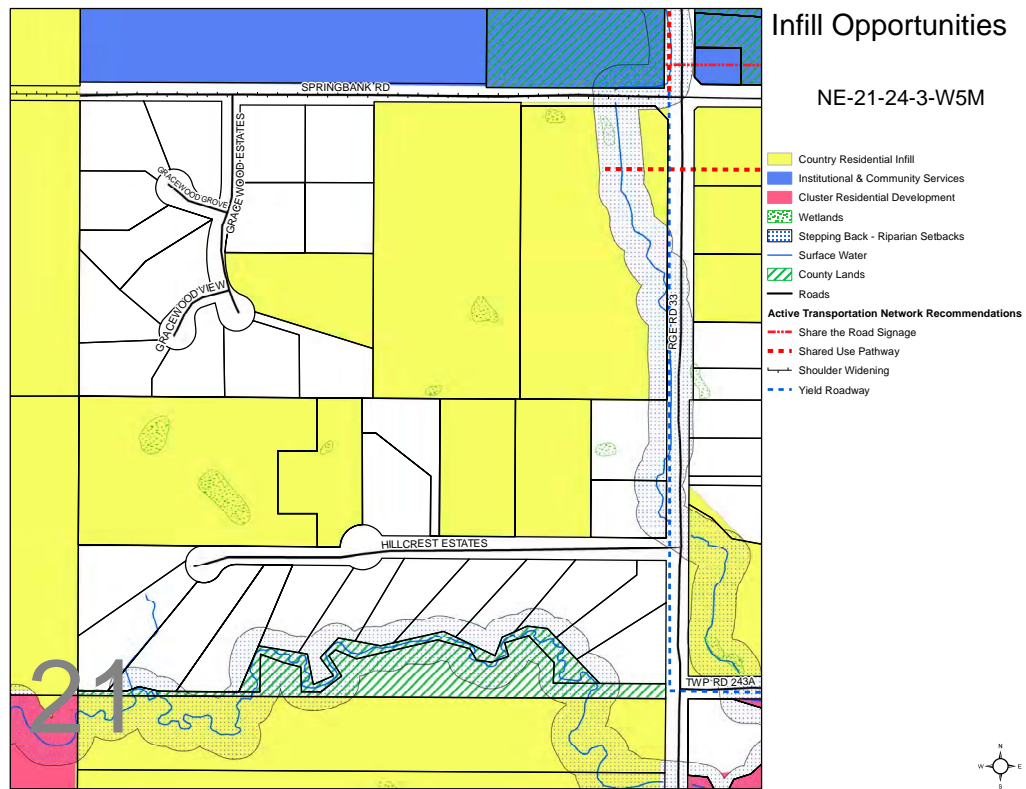 Infill Opportunities
NE-21-24-3-W5M
Country Residential Infill
Institutional & Community Services
Cluster Residential Development
Wetlands
Stepping Back - Riparian Setbacks
Surface Water
County Lands
Roads
Active Transportation Network Recommendations
Share the Road Signage
Shared Use Pathway
Shoulder Widening
Yield Roadway
SPRINGBANK RD
GRACEWOOD ESTATES
GRACEWOOD GROVE
GRACEWOOD VIEW
RGE RD 33
HILLCREST ESTATES
TWP RD 243A
21
N
W
E
S